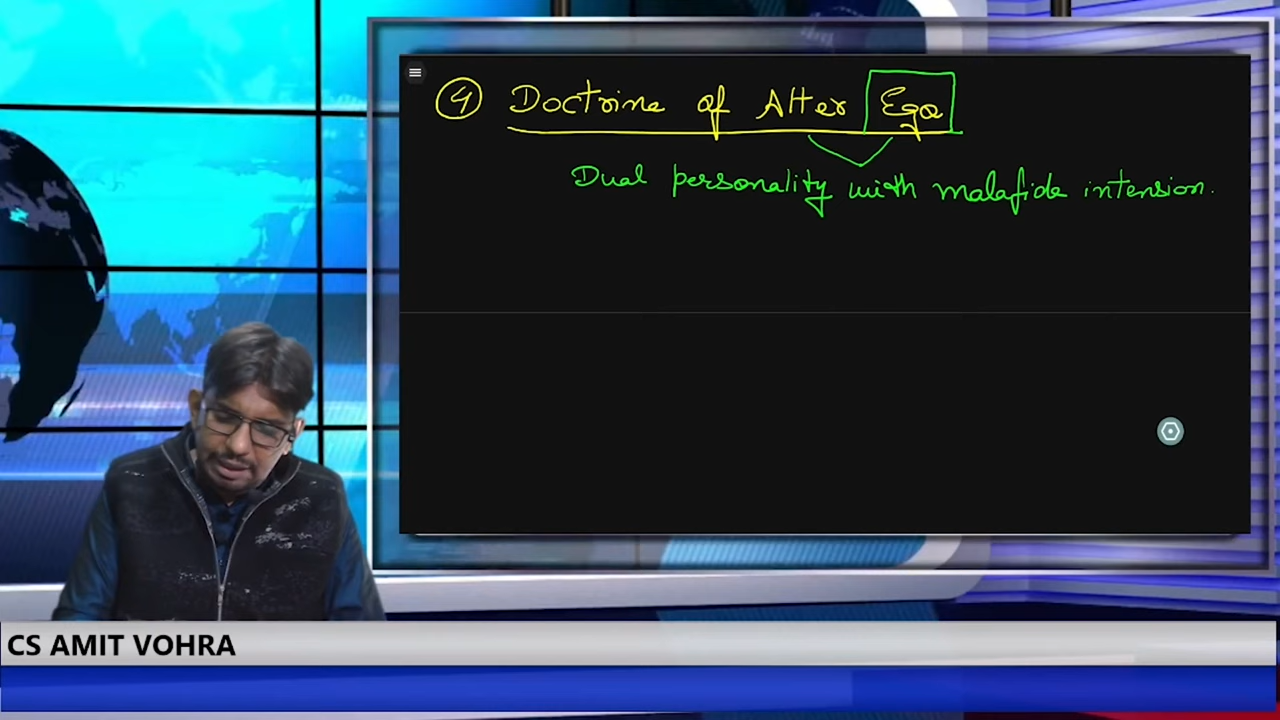 4 Doctrine of Alter Ego
Dual personality with malafide intension.
CS AMIT VOHRA